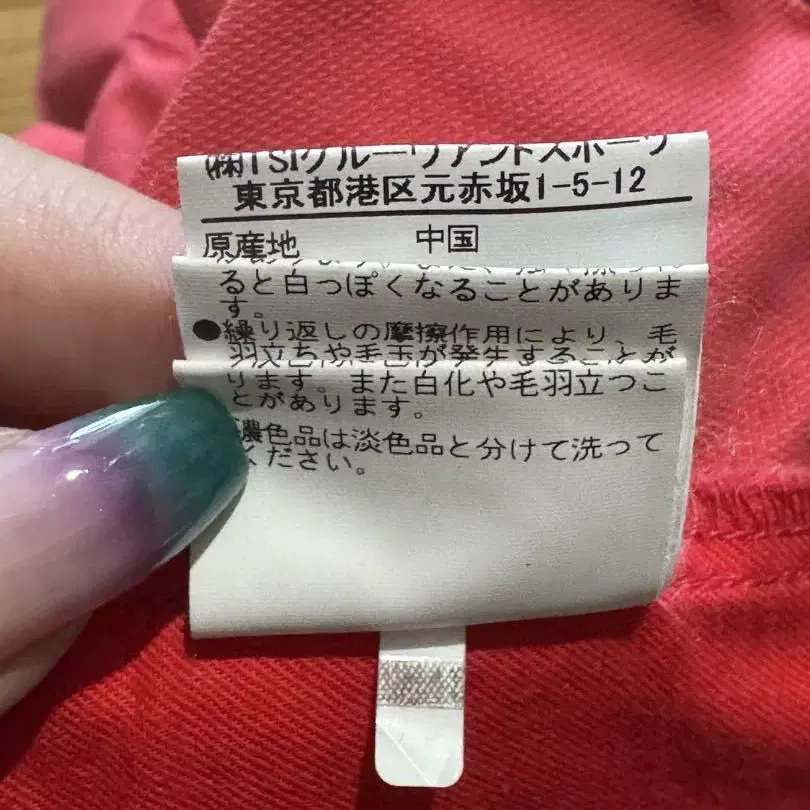 (株)TSIグルーヴアンドスポーツ
東京都港区元赤坂1-5-12
原産地 中国
ると白っぽくなることがありま
す。
●繰り返しの摩擦作用により、毛
羽立ちや毛玉が発生することが
ります。また白化や毛羽立つこ
とがあります。
濃色品は淡色品と分けて洗って
ください。